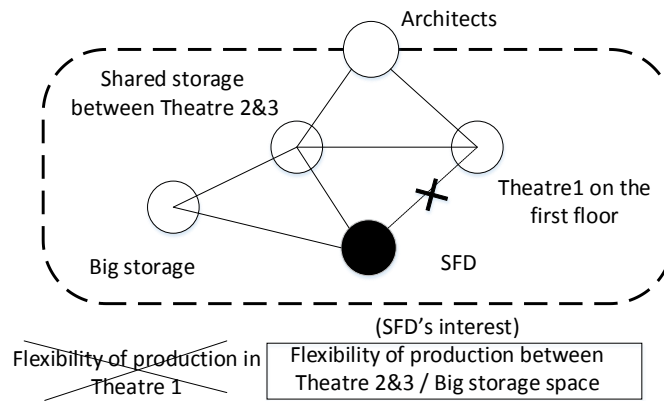 Architects
Shared storage
between Theatre 2&3
Theatre1 on the
first floor
Big storage
SFD
(SFD's interest)
Flexibility of production in
Theatre 1
Flexibility of production between
Theatre 2&3 / Big storage space